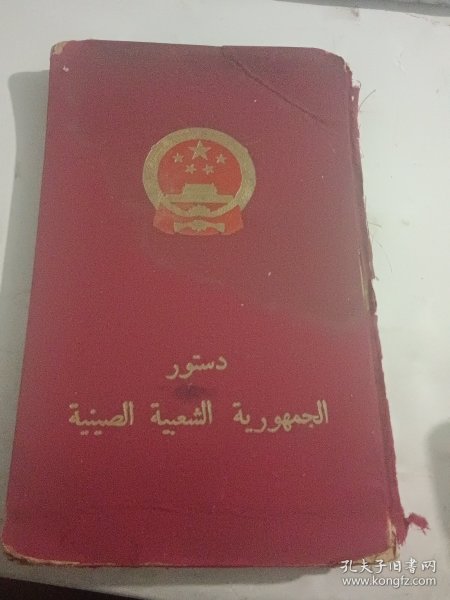 دستور
الجمهورية الشعبية الصينية
孔夫子旧书网
www.kongfz.com